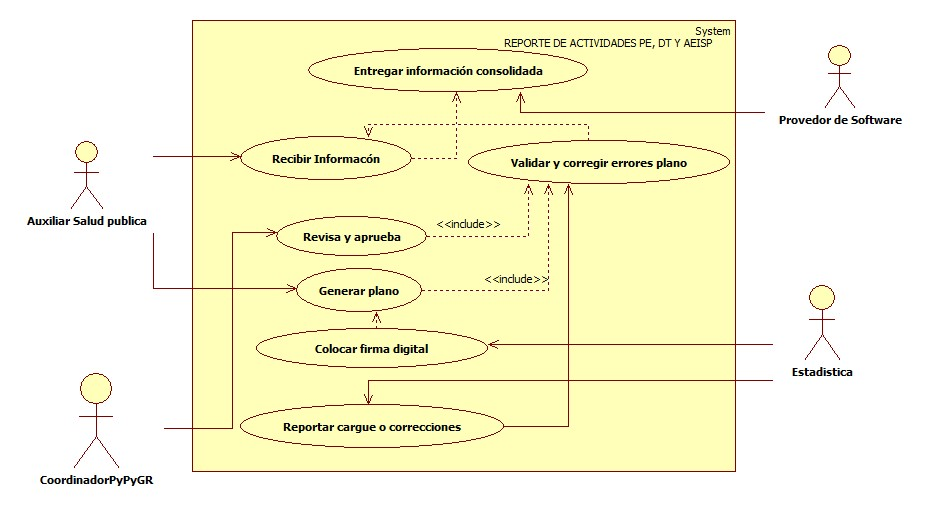 System
REPORTE DE ACTIVIDADES PE, DT Y AEISP
Entregar información consolidada
Provedor de Software
Recibir Informacón
Validar y corregir errores plano
Auxiliar Salud publica
<<include>>
Revisa y aprueba
<<include>>
Generar plano
Colocar firma digital
Estadistica
Reportar cargue o correcciones
CoordinadorPyPyGR